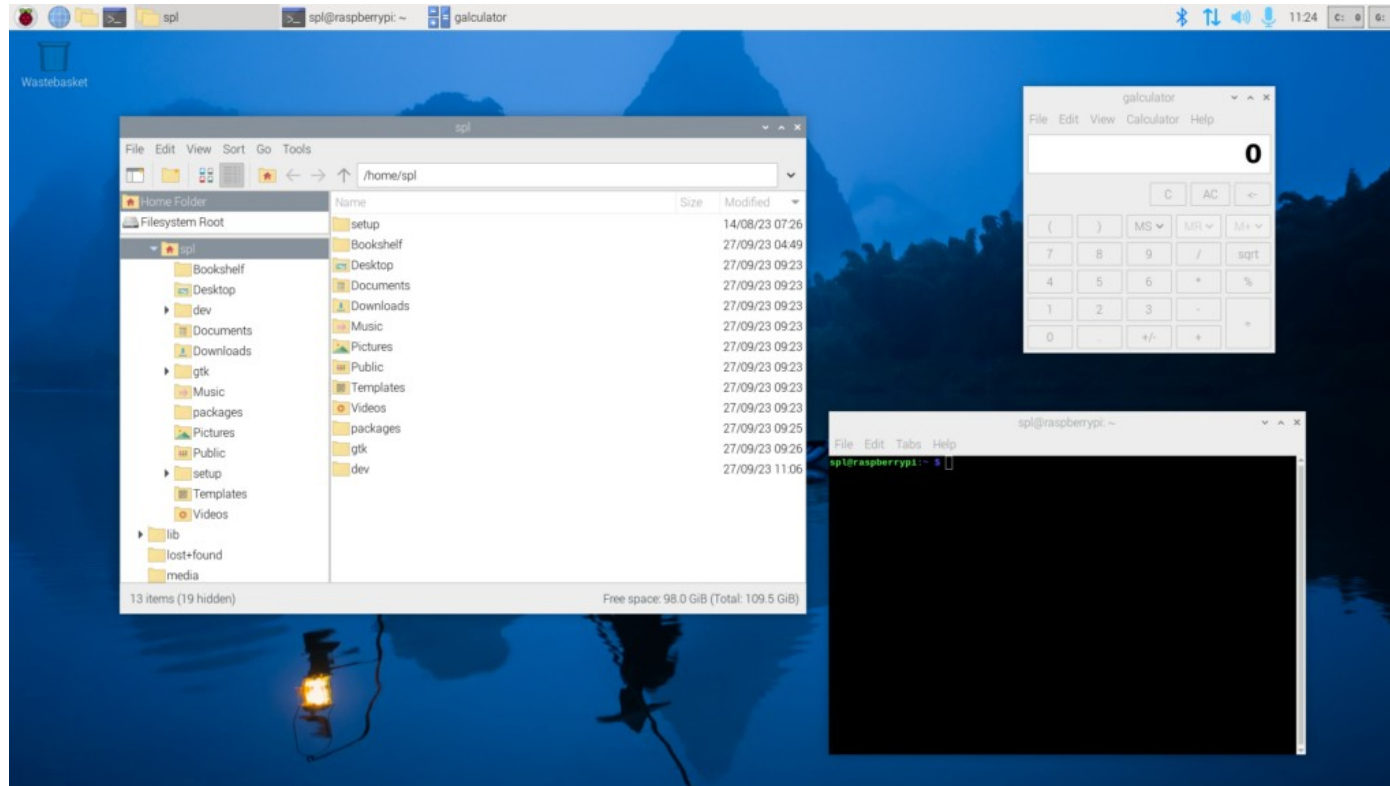 spl
spl@raspberrypi: ~
galculator
11:24
C: 0
G:
Wastebasket
spl
File Edit View Sort Go Tools
/home/spl
Home Folder
Filesystem Root
spl
Bookshelf
Desktop
dev
Documents
Downloads
gtk
Music
packages
Pictures
Public
setup
Templates
Videos
lib
lost+found
media
Name Size Modified
setup 14/08/23 07:26
Bookshelf 27/09/23 04:49
Desktop 27/09/23 09:23
Documents 27/09/23 09:23
Downloads 27/09/23 09:23
Music 27/09/23 09:23
Pictures 27/09/23 09:23
Public 27/09/23 09:23
Templates 27/09/23 09:23
Videos 27/09/23 09:23
packages 27/09/23 09:25
gtk 27/09/23 09:26
dev 27/09/23 11:06
13 items (19 hidden) Free space: 98.0 GiB (Total: 109.5 GiB)
galculator
File Edit View Calculator Help
0
C AC <-
( ) MS MR M+
7 8 9 / sqrt
4 5 6 * %
1 2 3 -
=
0 . +/- +
spl@raspberrypi: ~
File Edit Tabs Help
spl@raspberrypi:~ $